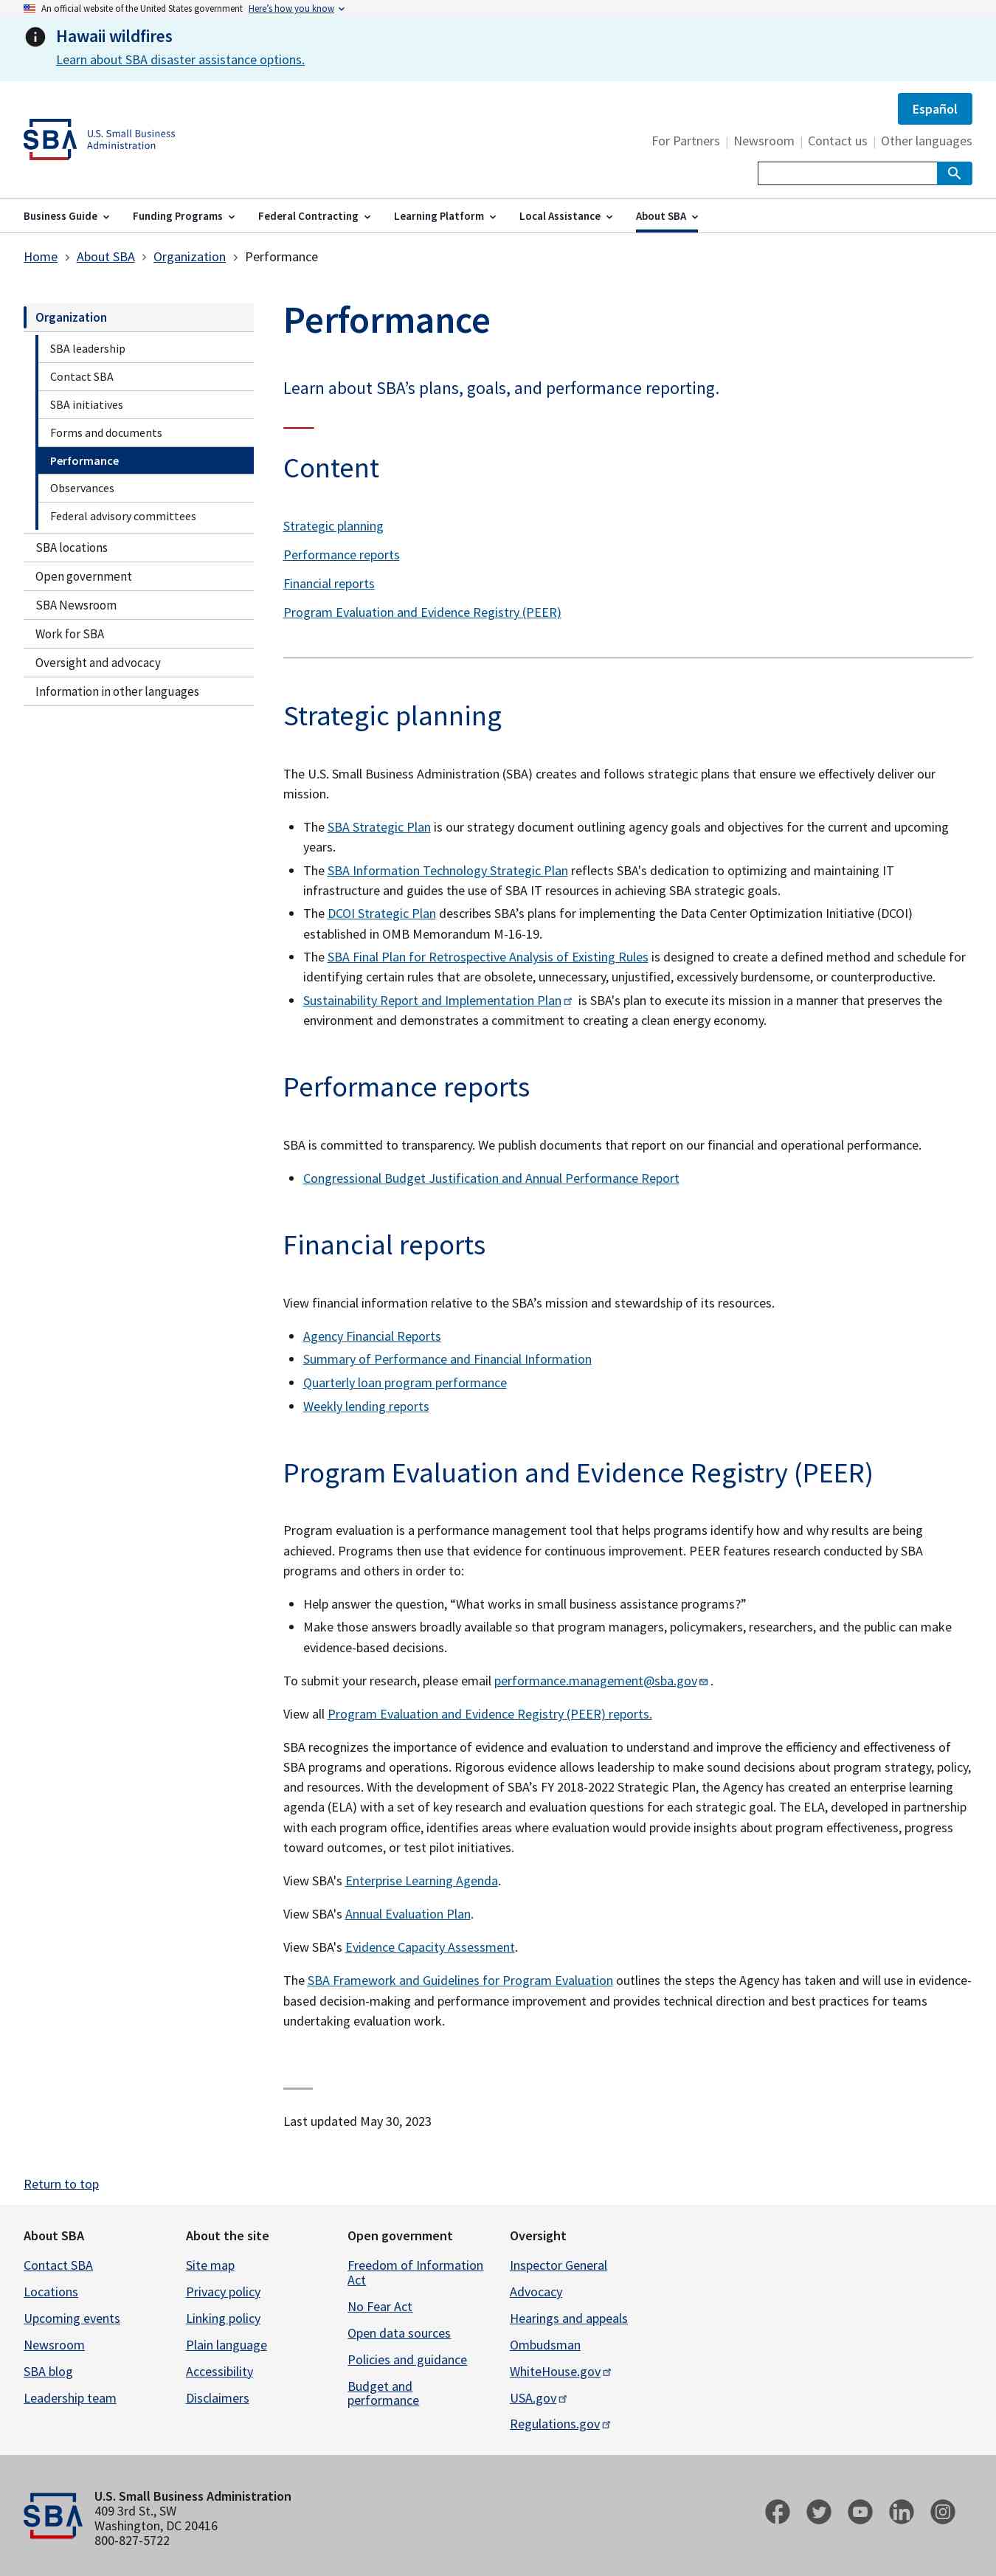 An official website of the United States government Here’s how you know
Hawaii wildfires
Learn about SBA disaster assistance options.
Español
SBA U.S. Small Business
Administration
For Partners Newsroom Contact us Other languages
Business Guide Funding Programs Federal Contracting Learning Platform Local Assistance About SBA
Home About SBA Organization Performance
Organization
SBA leadership
Contact SBA
SBA initiatives
Forms and documents
Performance
Observances
Federal advisory committees
SBA locations
Open government
SBA Newsroom
Work for SBA
Oversight and advocacy
Information in other languages
Performance
Learn about SBA’s plans, goals, and performance reporting.
Content
Strategic planning
Performance reports
Financial reports
Program Evaluation and Evidence Registry (PEER)
Strategic planning
The U.S. Small Business Administration (SBA) creates and follows strategic plans that ensure we effectively deliver our
mission.
• The SBA Strategic Plan is our strategy document outlining agency goals and objectives for the current and upcoming
years.
• The SBA Information Technology Strategic Plan reflects SBA's dedication to optimizing and maintaining IT
infrastructure and guides the use of SBA IT resources in achieving SBA strategic goals.
• The DCOI Strategic Plan describes SBA’s plans for implementing the Data Center Optimization Initiative (DCOI)
established in OMB Memorandum M-16-19.
• The SBA Final Plan for Retrospective Analysis of Existing Rules is designed to create a defined method and schedule for
identifying certain rules that are obsolete, unnecessary, unjustified, excessively burdensome, or counterproductive.
• Sustainability Report and Implementation Plan is SBA's plan to execute its mission in a manner that preserves the
environment and demonstrates a commitment to creating a clean energy economy.
Performance reports
SBA is committed to transparency. We publish documents that report on our financial and operational performance.
• Congressional Budget Justification and Annual Performance Report
Financial reports
View financial information relative to the SBA’s mission and stewardship of its resources.
• Agency Financial Reports
• Summary of Performance and Financial Information
• Quarterly loan program performance
• Weekly lending reports
Program Evaluation and Evidence Registry (PEER)
Program evaluation is a performance management tool that helps programs identify how and why results are being
achieved. Programs then use that evidence for continuous improvement. PEER features research conducted by SBA
programs and others in order to:
• Help answer the question, “What works in small business assistance programs?”
• Make those answers broadly available so that program managers, policymakers, researchers, and the public can make
evidence-based decisions.
To submit your research, please email performance.management@sba.gov .
View all Program Evaluation and Evidence Registry (PEER) reports.
SBA recognizes the importance of evidence and evaluation to understand and improve the efficiency and effectiveness of
SBA programs and operations. Rigorous evidence allows leadership to make sound decisions about program strategy, policy,
and resources. With the development of SBA’s FY 2018-2022 Strategic Plan, the Agency has created an enterprise learning
agenda (ELA) with a set of key research and evaluation questions for each strategic goal. The ELA, developed in partnership
with each program office, identifies areas where evaluation would provide insights about program effectiveness, progress
toward outcomes, or test pilot initiatives.
View SBA's Enterprise Learning Agenda.
View SBA's Annual Evaluation Plan.
View SBA's Evidence Capacity Assessment.
The SBA Framework and Guidelines for Program Evaluation outlines the steps the Agency has taken and will use in evidence-
based decision-making and performance improvement and provides technical direction and best practices for teams
undertaking evaluation work.
Last updated May 30, 2023
Return to top
About SBA
Contact SBA
Locations
Upcoming events
Newsroom
SBA blog
Leadership team
About the site
Site map
Privacy policy
Linking policy
Plain language
Accessibility
Disclaimers
Open government
Freedom of Information
Act
No Fear Act
Open data sources
Policies and guidance
Budget and
performance
Oversight
Inspector General
Advocacy
Hearings and appeals
Ombudsman
WhiteHouse.gov
USA.gov
Regulations.gov
SBA
U.S. Small Business Administration
409 3rd St., SW
Washington, DC 20416
800-827-5722